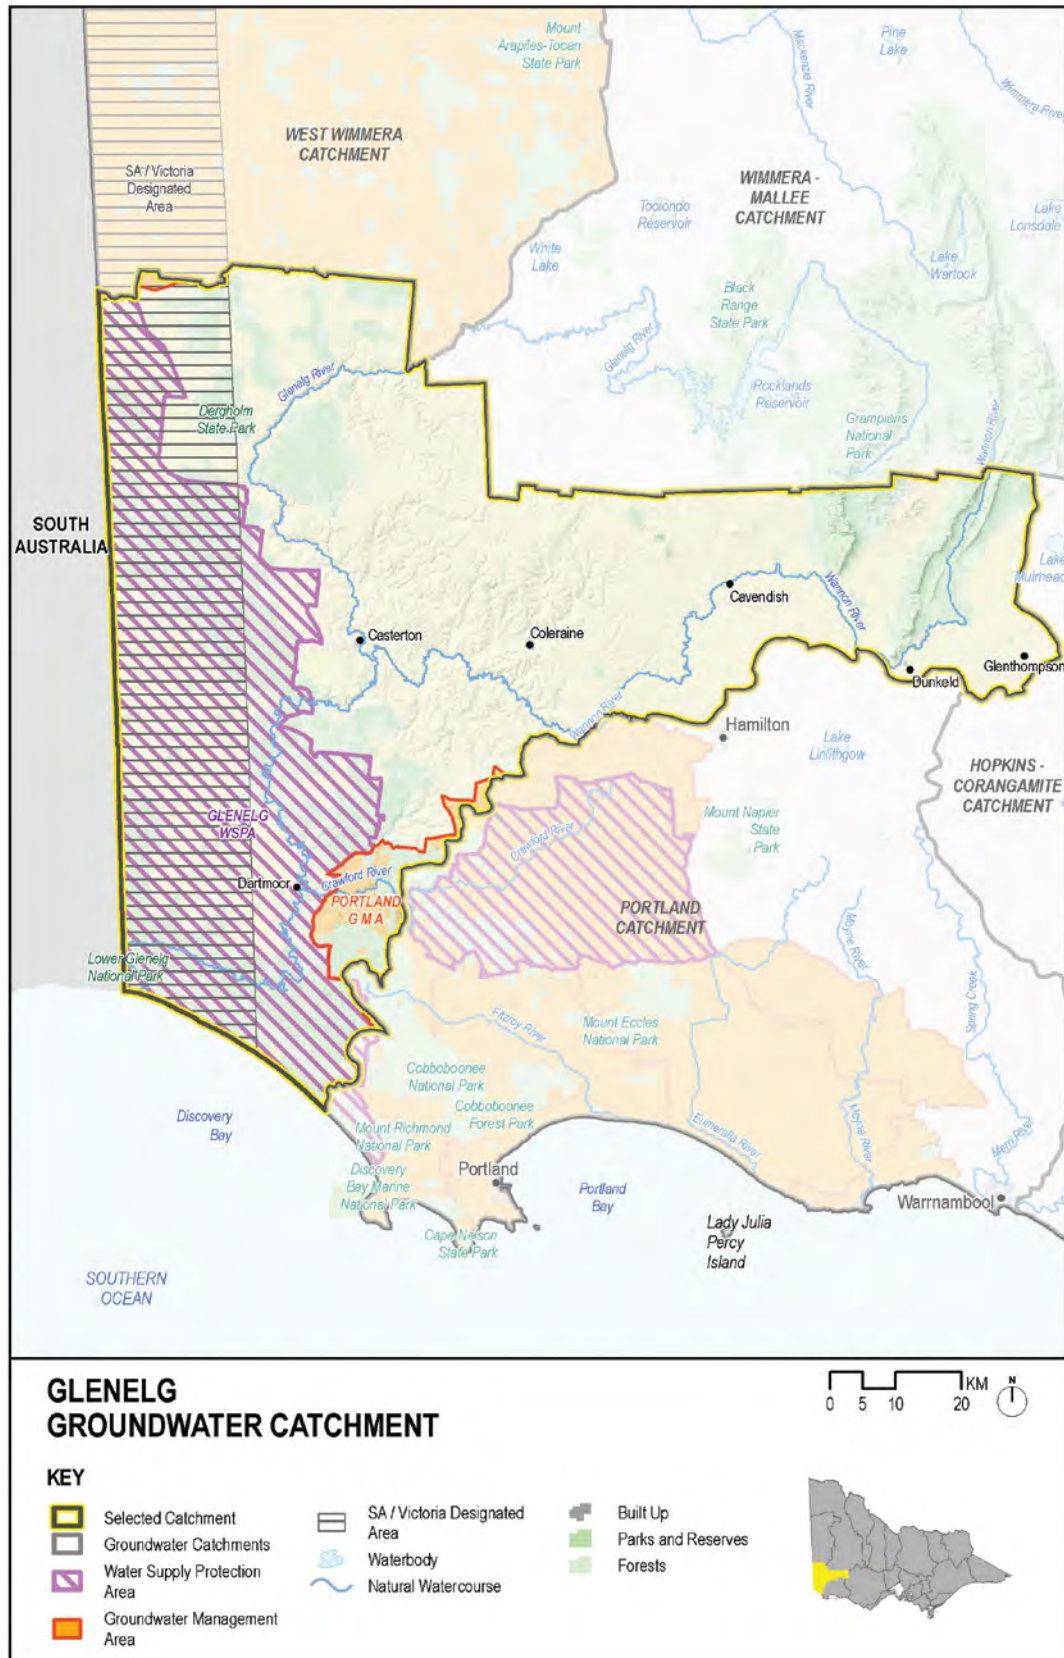 Mount
Arapiles-Tooan
State Park
Pine
Lake
Mackenzie River
Wimmera River
WEST WIMMERA
CATCHMENT
SA / Victoria
Designated
Area
WIMMERA -
MALLEE
CATCHMENT
Toolondo
Reservoir
Lake
Lonsdale
White
Lake
Lake
Wartook
Black
Range
State Park
Glenelg River
Glenelg River
Rocklands
Reservoir
Grampians
National
Park
Wannon River
Dergholm
State Park
SOUTH
AUSTRALIA
Lake
Muirhead
Cavendish
Wannon River
Casterton
Coleraine
Glenthompson
Dunkeld
Wannon River
Hamilton
Lake
Linlithgow
HOPKINS -
CORANGAMITE
CATCHMENT
GLENELG
WSPA
Mount Napier
State
Park
Crawford River
Dartmoor
Crawford River
PORTLAND
G M A
PORTLAND
CATCHMENT
Moyne River
Lower Glenelg
National Park
Spring Creek
Fitzroy River
Mount Eccles
National Park
Cobboboonee
National Park
Cobboboonee
Forest Park
Discovery
Bay
Mount Richmond
National Park
Eumeralla River
Moyne River
Merri River
Discovery
Bay Marine
National Park
Portland
Portland
Bay
Warrnambool
Lady Julia
Percy
Island
Cape Nelson
State Park
SOUTHERN
OCEAN
GLENELG
GROUNDWATER CATCHMENT
KM
0 5 10 20
N
KEY
Selected Catchment
Groundwater Catchments
Water Supply Protection
Area
Groundwater Management
Area
SA / Victoria Designated
Area
Waterbody
Natural Watercourse
Built Up
Parks and Reserves
Forests